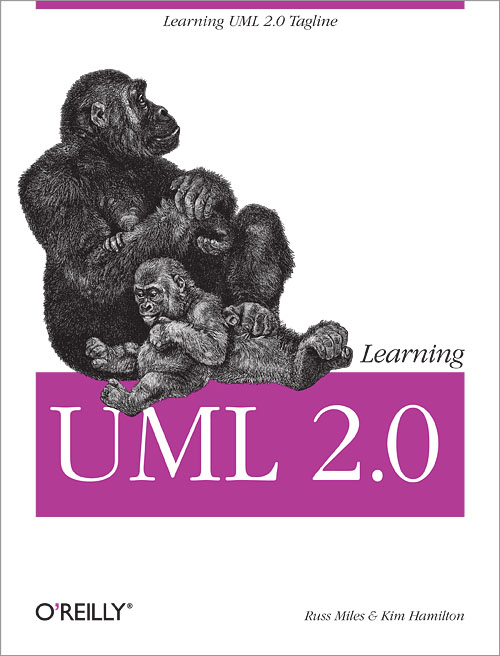 Learning UML 2.0 Tagline
Learning
UML 2.0
O'REILLY®
Russ Miles & Kim Hamilton